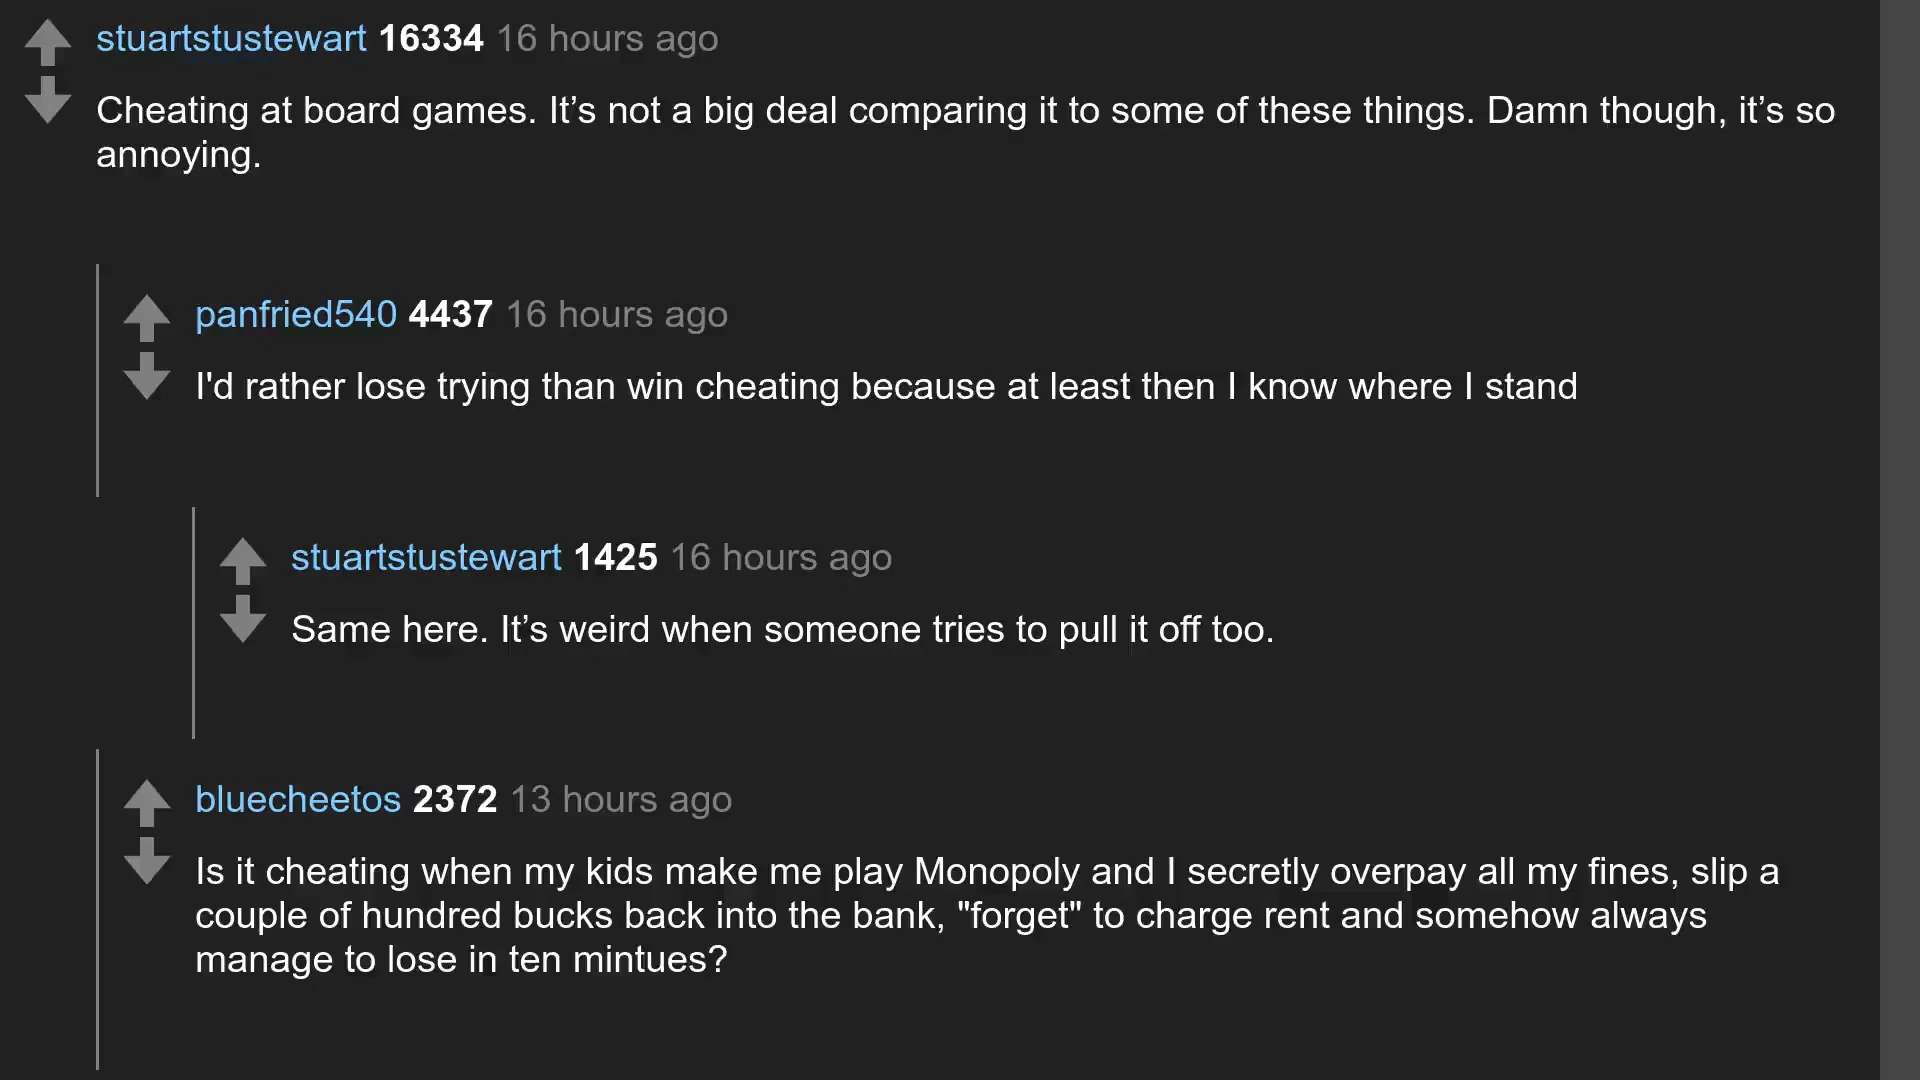 stuartstustewart 16334 16 hours ago
Cheating at board games. It’s not a big deal comparing it to some of these things. Damn though, it’s so
annoying.
panfried540 4437 16 hours ago
I'd rather lose trying than win cheating because at least then I know where I stand
stuartstustewart 1425 16 hours ago
Same here. It’s weird when someone tries to pull it off too.
bluecheetos 2372 13 hours ago
Is it cheating when my kids make me play Monopoly and I secretly overpay all my fines, slip a
couple of hundred bucks back into the bank, "forget" to charge rent and somehow always
manage to lose in ten mintues?